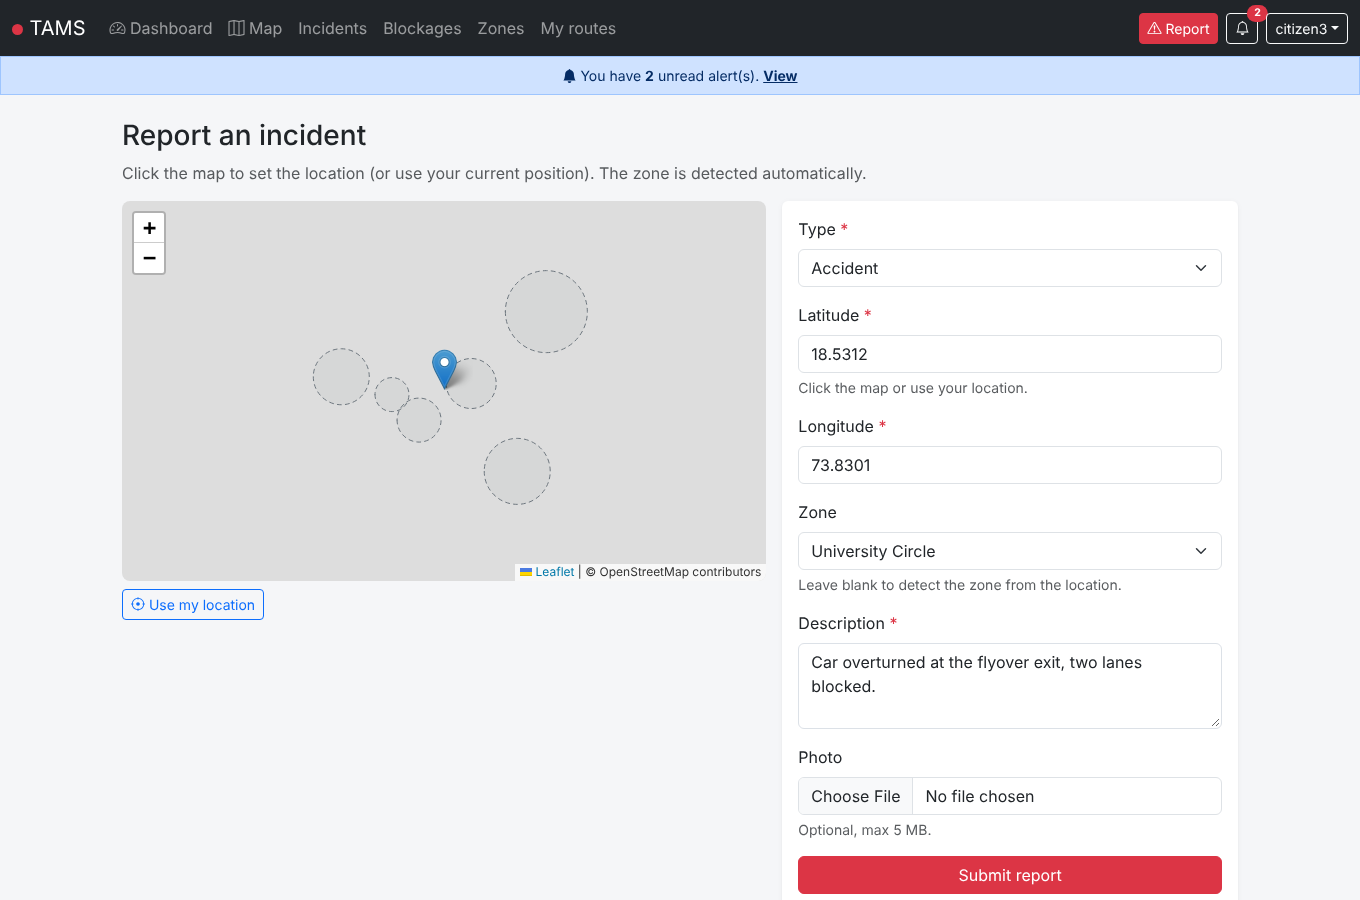 TAMS Dashboard Map Incidents Blockages Zones My routes Report 2 citizen3
You have 2 unread alert(s). View
Report an incident
Click the map to set the location (or use your current position). The zone is detected automatically.
+
−
Leaflet | © OpenStreetMap contributors
Use my location
Type *
Accident
Latitude *
18.5312
Click the map or use your location.
Longitude *
73.8301
Zone
University Circle
Leave blank to detect the zone from the location.
Description *
Car overturned at the flyover exit, two lanes
blocked.
Photo
Choose File No file chosen
Optional, max 5 MB.
Submit report